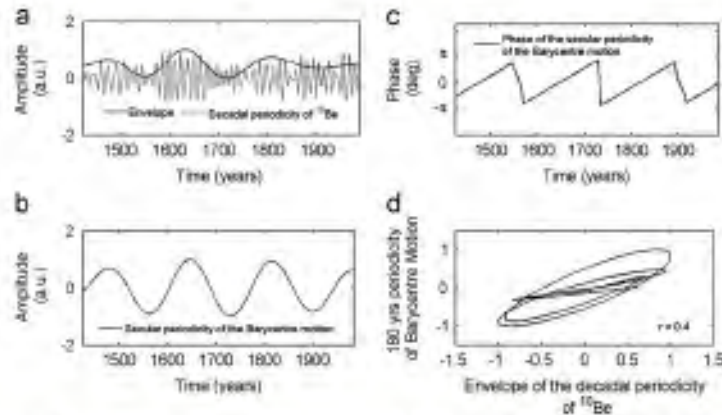 a
Amplitude
(a.u.)
2
0
-2
Envelope
Decadal periodicity of ¹⁰Be
1500 1600 1700 1800 1900
Time (years)
b
Amplitude
(a.u.)
2
0
-2
Secular periodicity of the Barycentre motion
1500 1600 1700 1800 1900
Time (years)
c
Phase
(deg)
5
0
-5
Phase of the secular periodicity
of the Barycentre motion
1500 1600 1700 1800 1900
Time (years)
d
180 yrs periodicity
of Barycentre Motion
1
0
-1
r = 0.4
-1.5 -1 -0.5 0 0.5 1 1.5
Envelope of the decadal periodicity
of ¹⁰Be